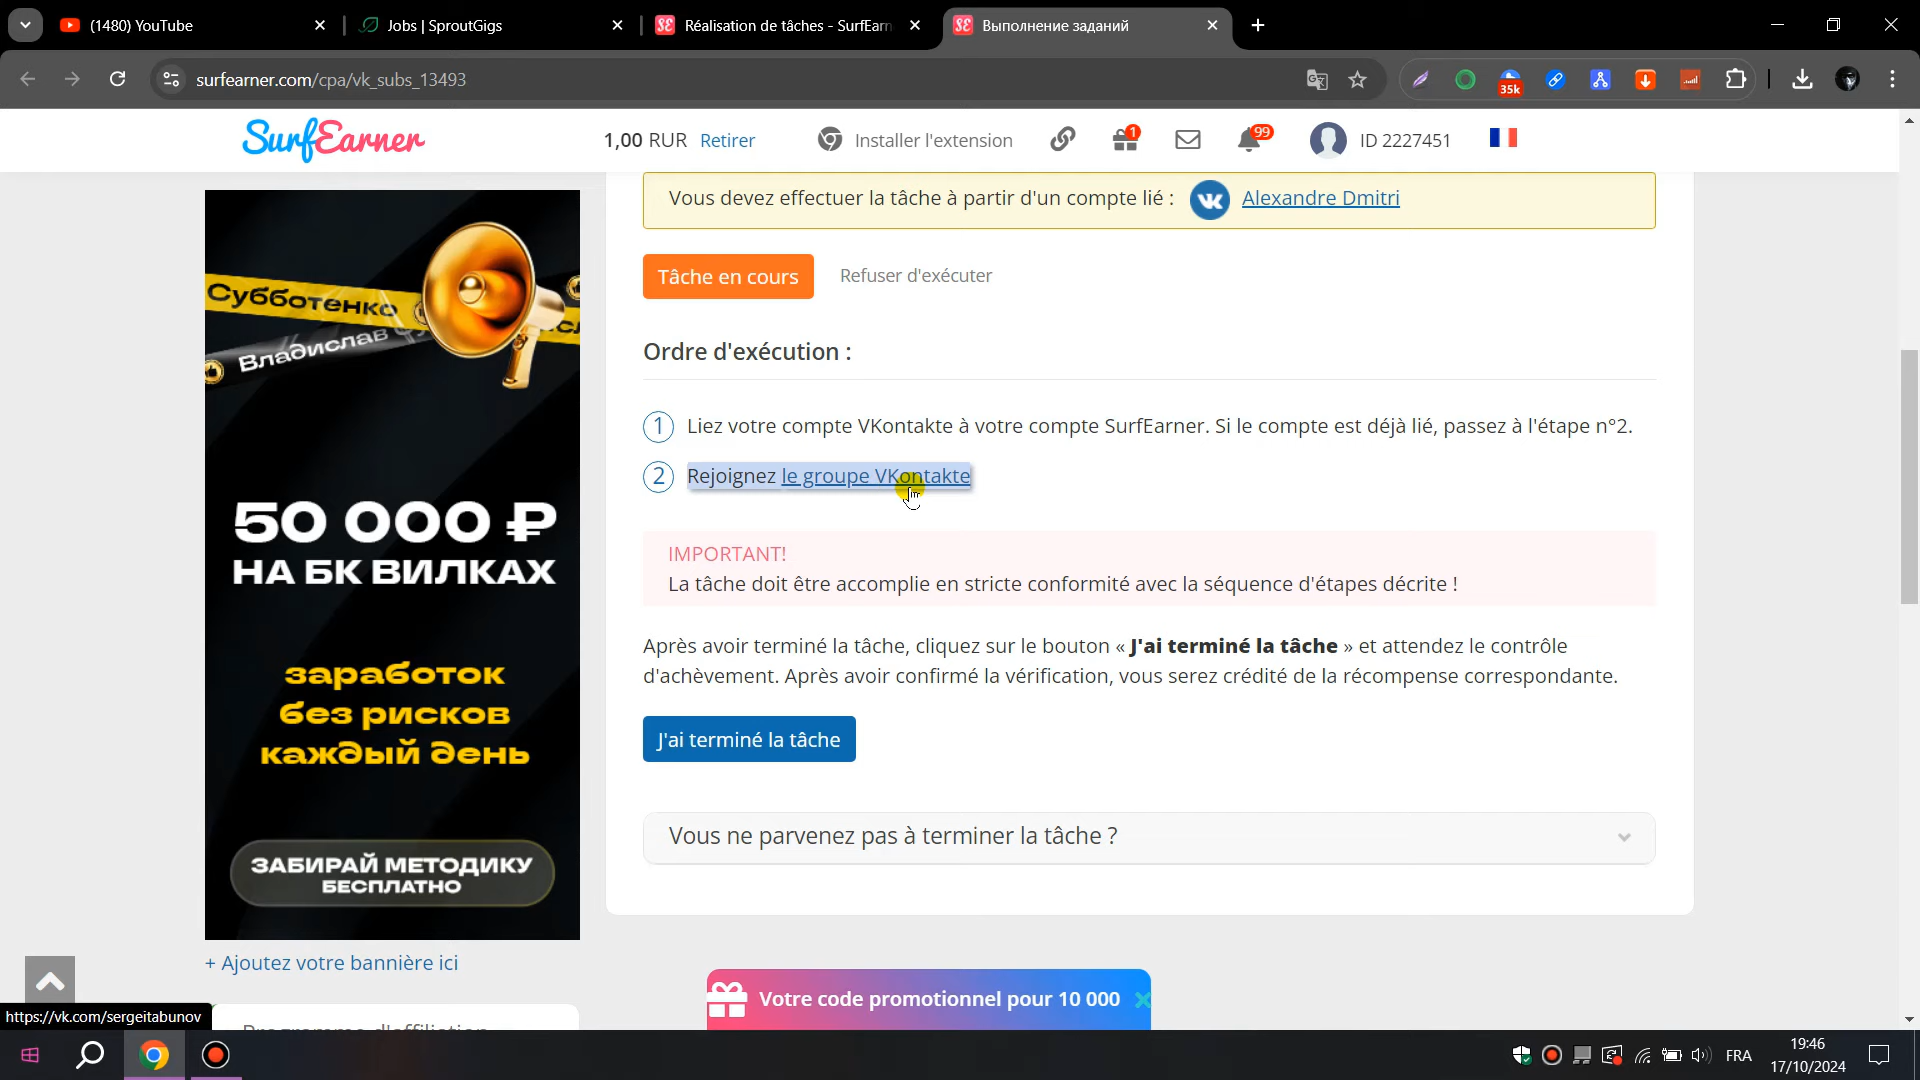 (1480) YouTube
Jobs | SproutGigs
Réalisation de tâches - SurfEarn
Выполнение заданий
surfearner.com/cpa/vk_subs_13493
35k
SurfEarner
1,00 RUR Retirer
Installer l'extension
1
99
ID 2227451
Vous devez effectuer la tâche à partir d'un compte lié : Alexandre Dmitri
Tâche en cours
Refuser d'exécuter
Ordre d'exécution :
1 Liez votre compte VKontakte à votre compte SurfEarner. Si le compte est déjà lié, passez à l'étape n°2.
2 Rejoignez le groupe VKontakte
IMPORTANT!
La tâche doit être accomplie en stricte conformité avec la séquence d'étapes décrite !
Après avoir terminé la tâche, cliquez sur le bouton « J'ai terminé la tâche » et attendez le contrôle
d'achèvement. Après avoir confirmé la vérification, vous serez crédité de la récompense correspondante.
J'ai terminé la tâche
Vous ne parvenez pas à terminer la tâche ?
Субботенко
Владислав
50 000 ₽
НА БК ВИЛКАХ
заработок
без рисков
каждый день
ЗАБИРАЙ МЕТОДИКУ
БЕСПЛАТНО
+ Ajoutez votre bannière ici
Votre code promotionnel pour 10 000
https://vk.com/sergeitabunov
Programme d'affiliation
FRA
19:46
17/10/2024